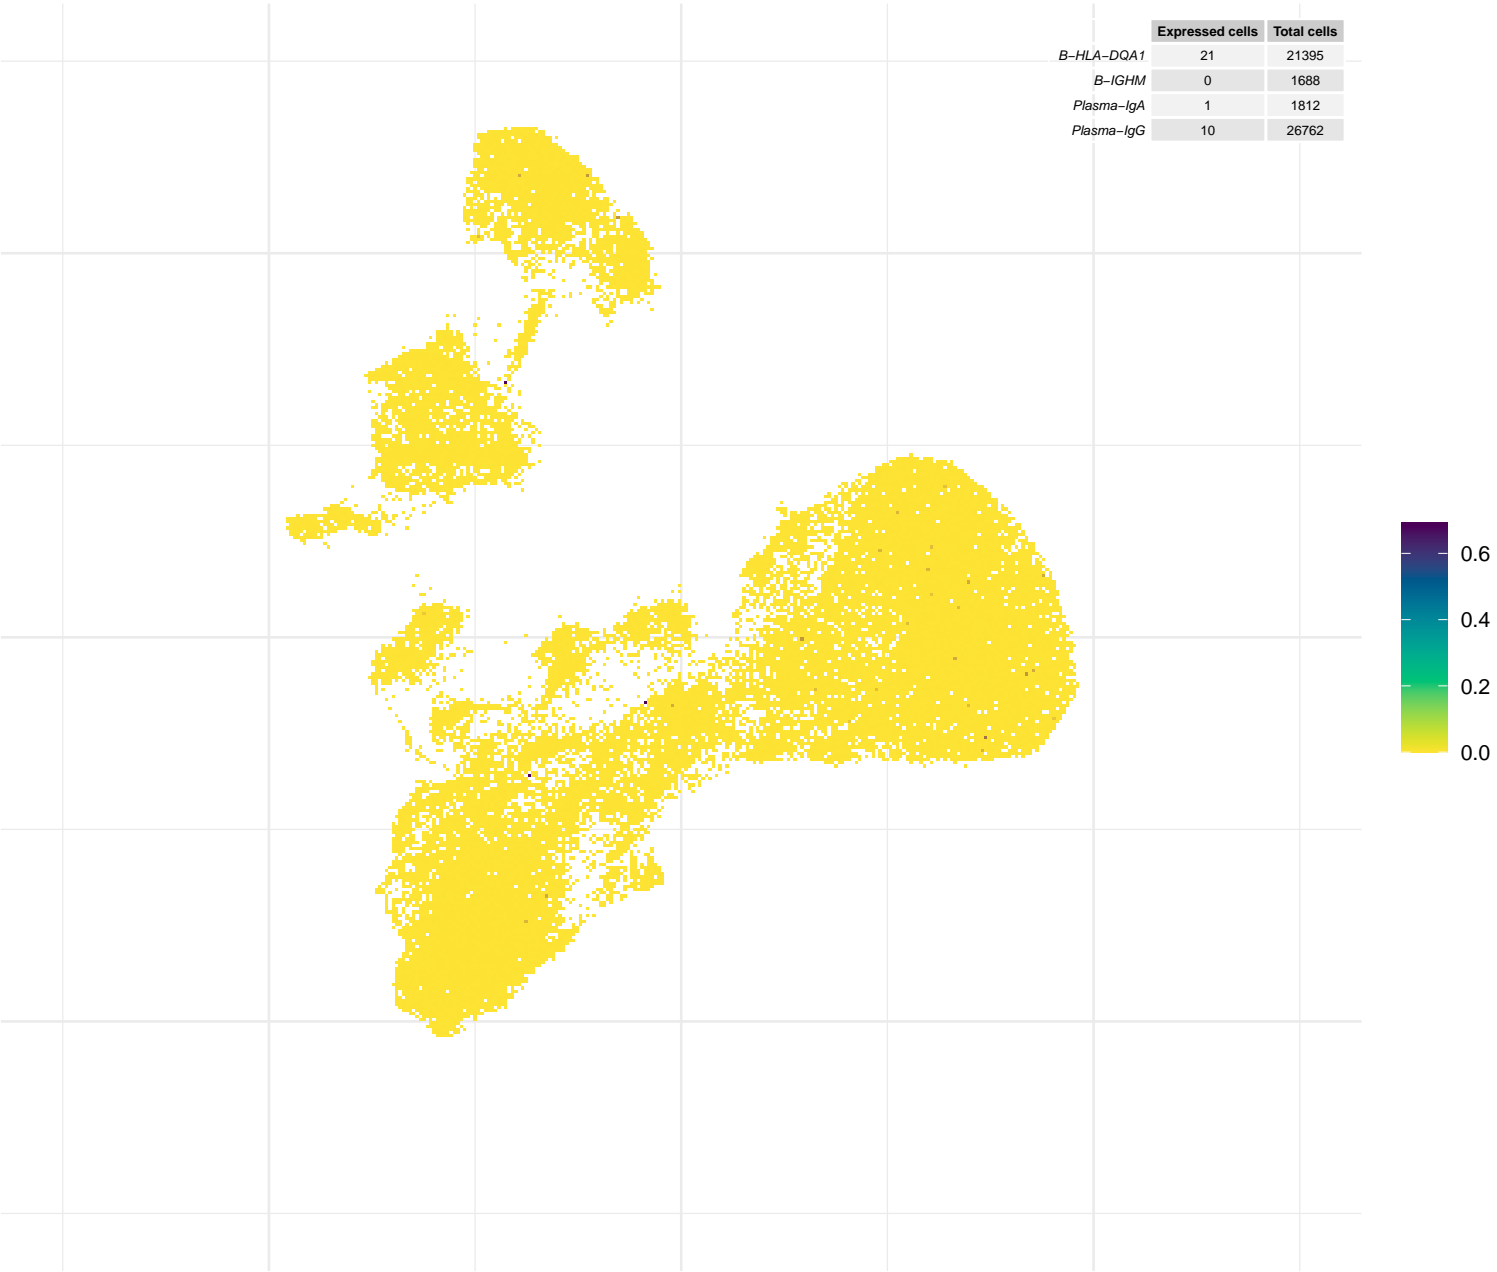 Expressed cells Total cells
B−HLA−DQA1 21 21395
B−IGHM 0 1688
Plasma−IgA 1 1812
Plasma−IgG 10 26762
0.6
0.4
0.2
0.0